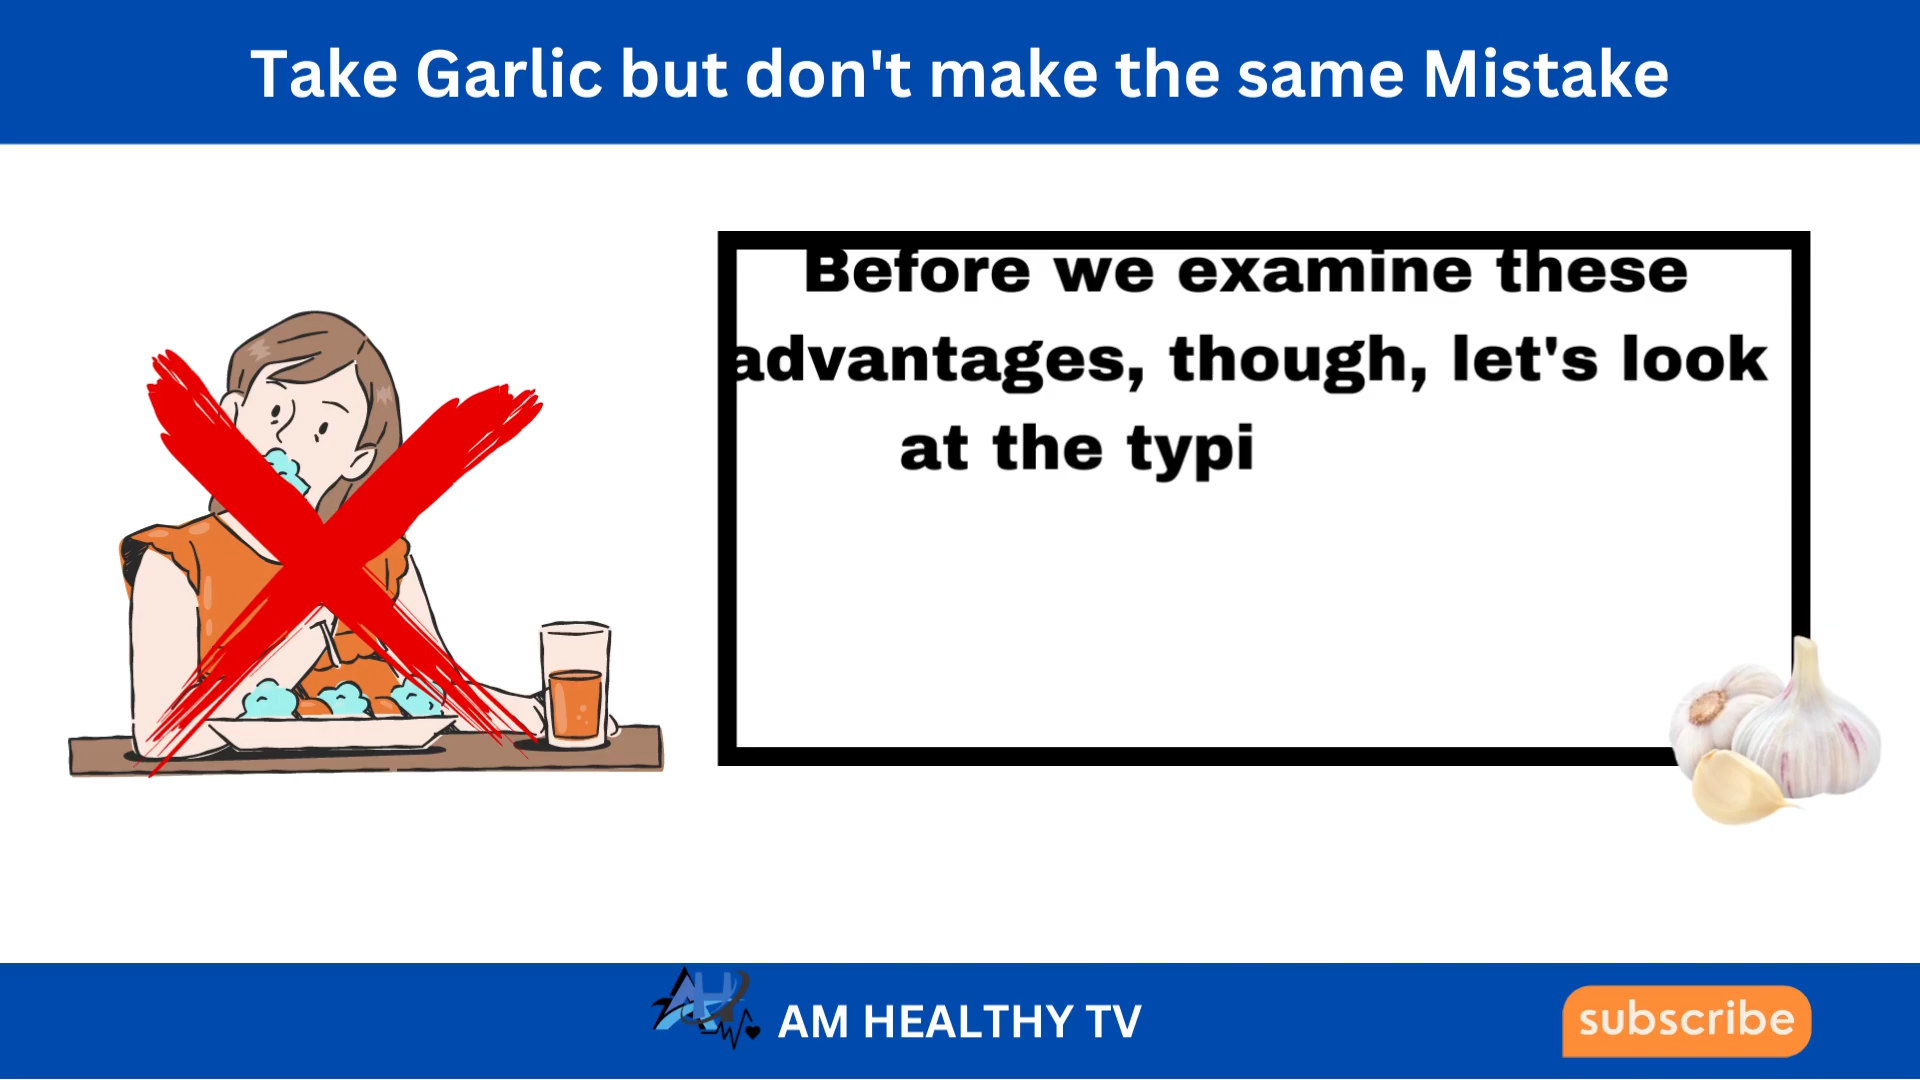 Take Garlic but don't make the same Mistake
Before we examine these
advantages, though, let's look
at the typi
AM HEALTHY TV
subscribe